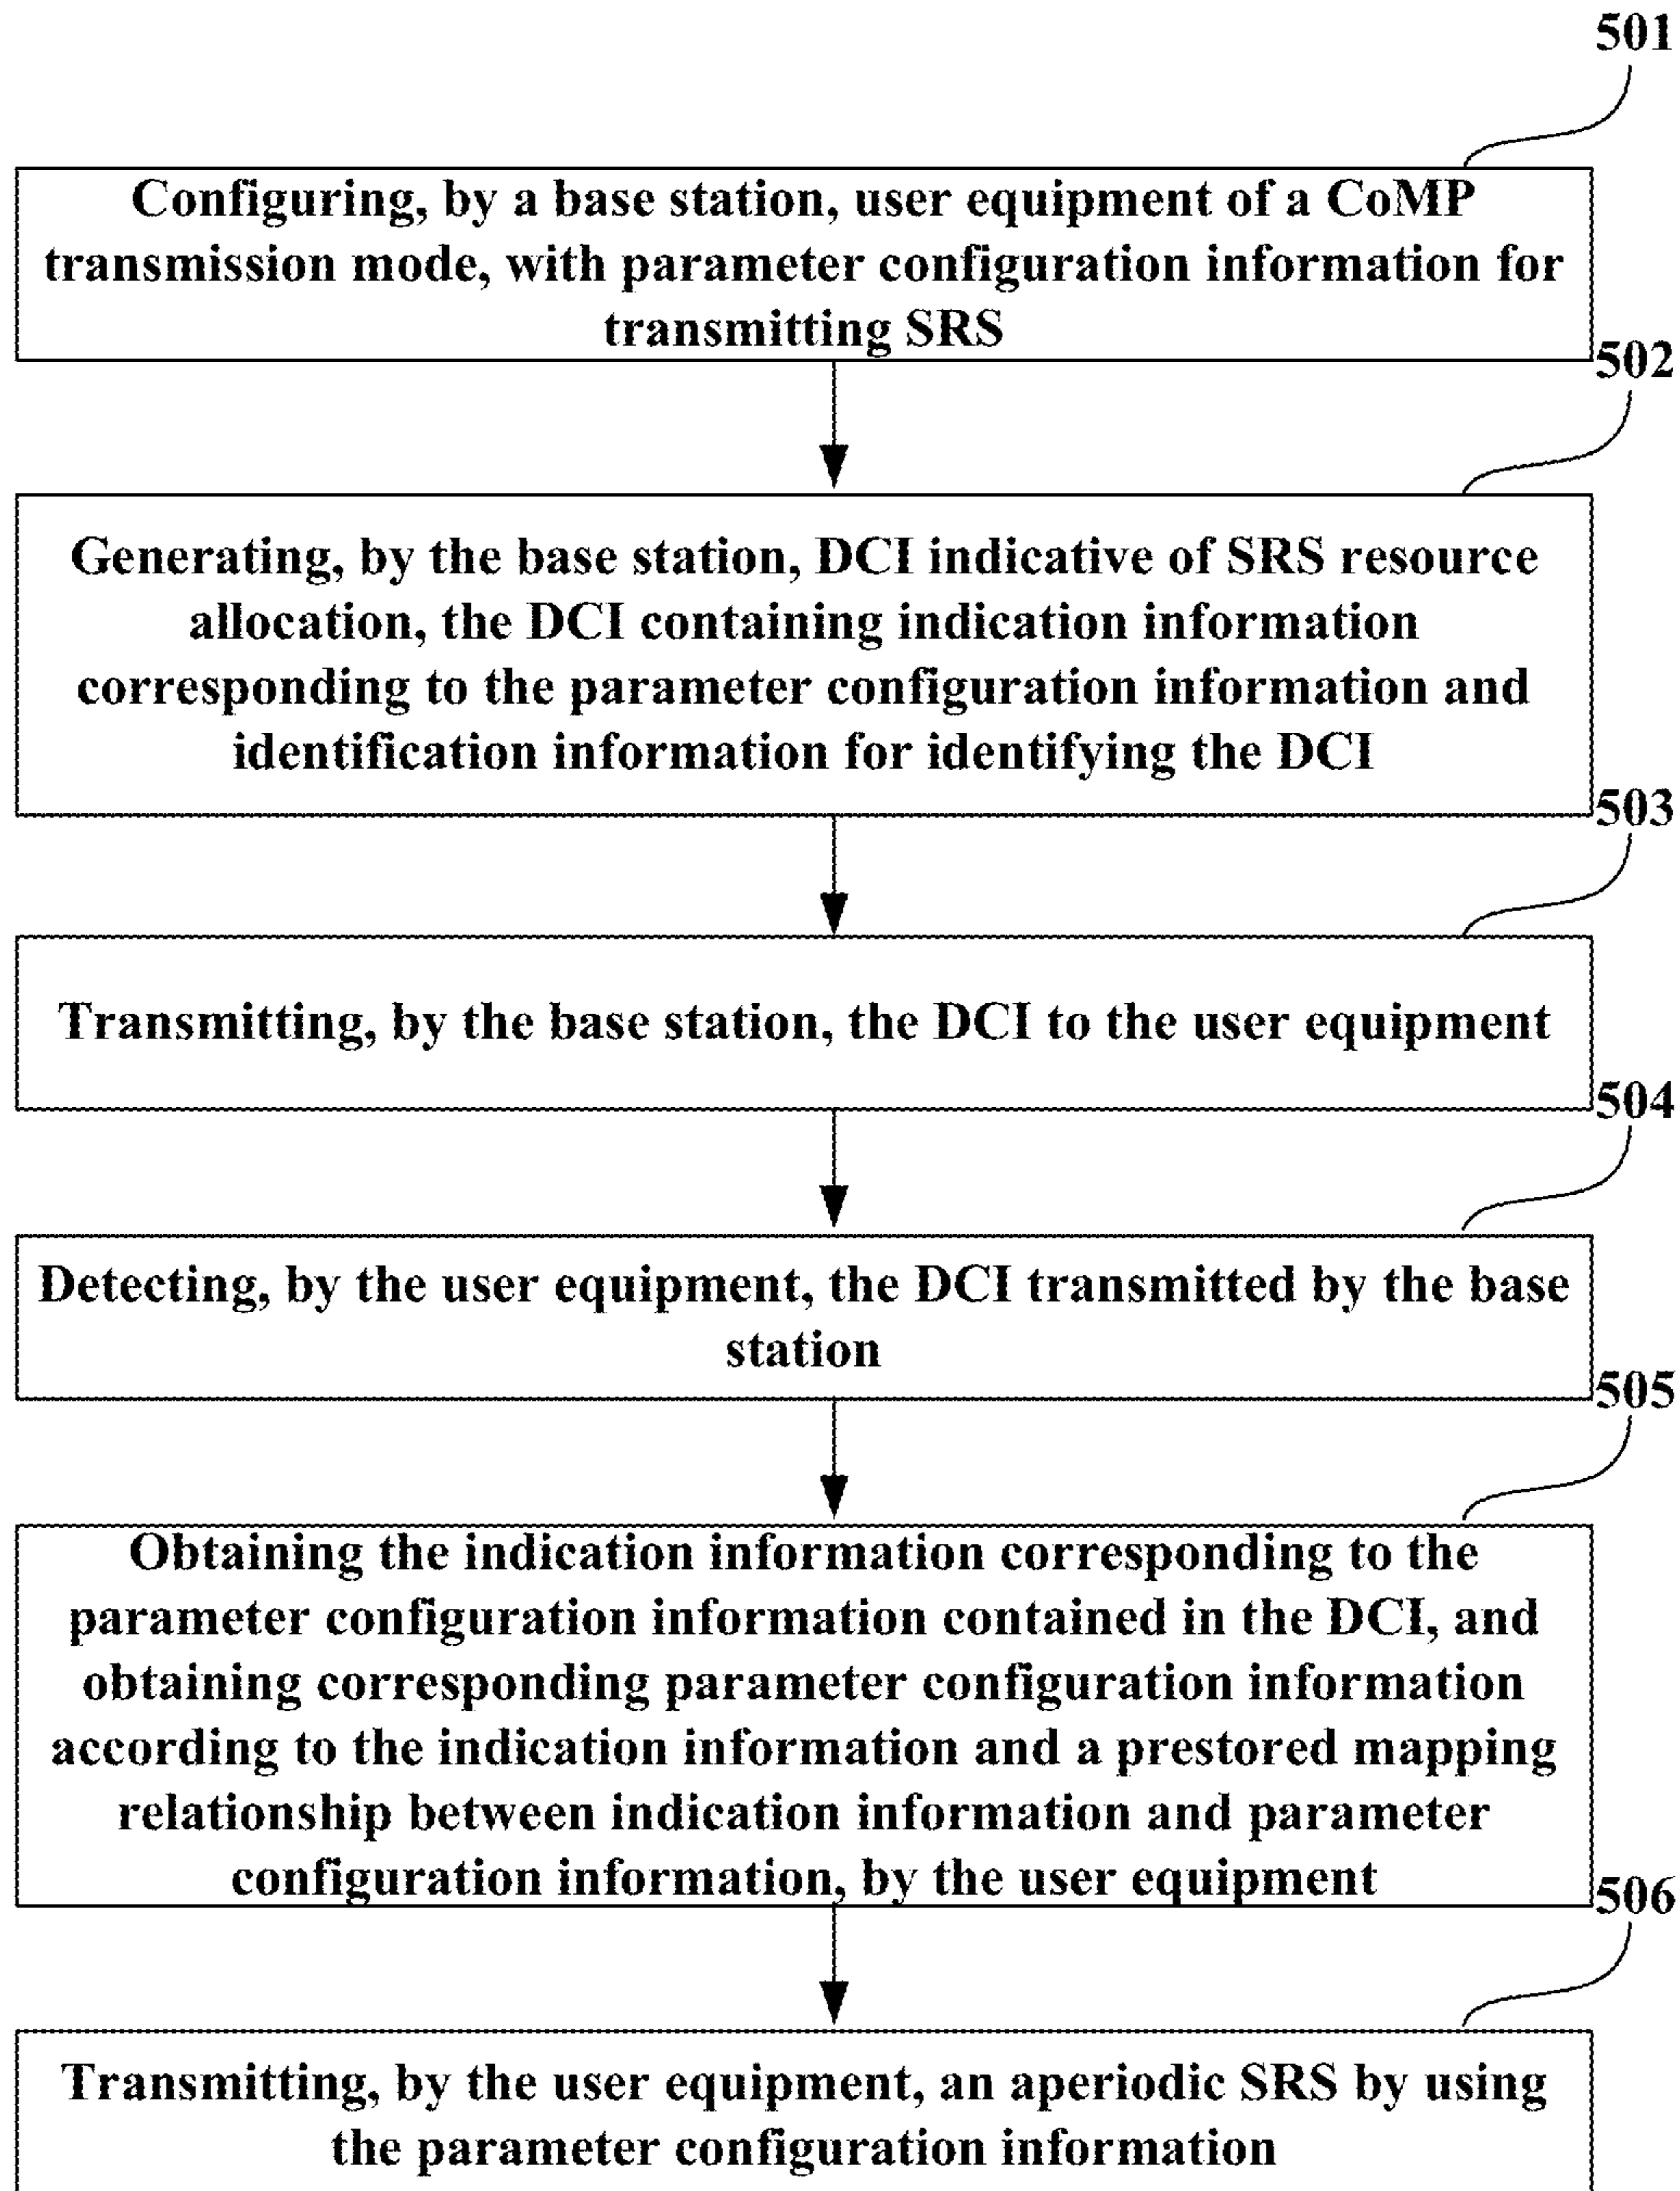 501
Configuring, by a base station, user equipment of a CoMP
transmission mode, with parameter configuration information for
transmitting SRS
502
Generating, by the base station, DCI indicative of SRS resource
allocation, the DCI containing indication information
corresponding to the parameter configuration information and
identification information for identifying the DCI
503
Transmitting, by the base station, the DCI to the user equipment
504
Detecting, by the user equipment, the DCI transmitted by the base
station
505
Obtaining the indication information corresponding to the
parameter configuration information contained in the DCI, and
obtaining corresponding parameter configuration information
according to the indication information and a prestored mapping
relationship between indication information and parameter
configuration information, by the user equipment
506
Transmitting, by the user equipment, an aperiodic SRS by using
the parameter configuration information